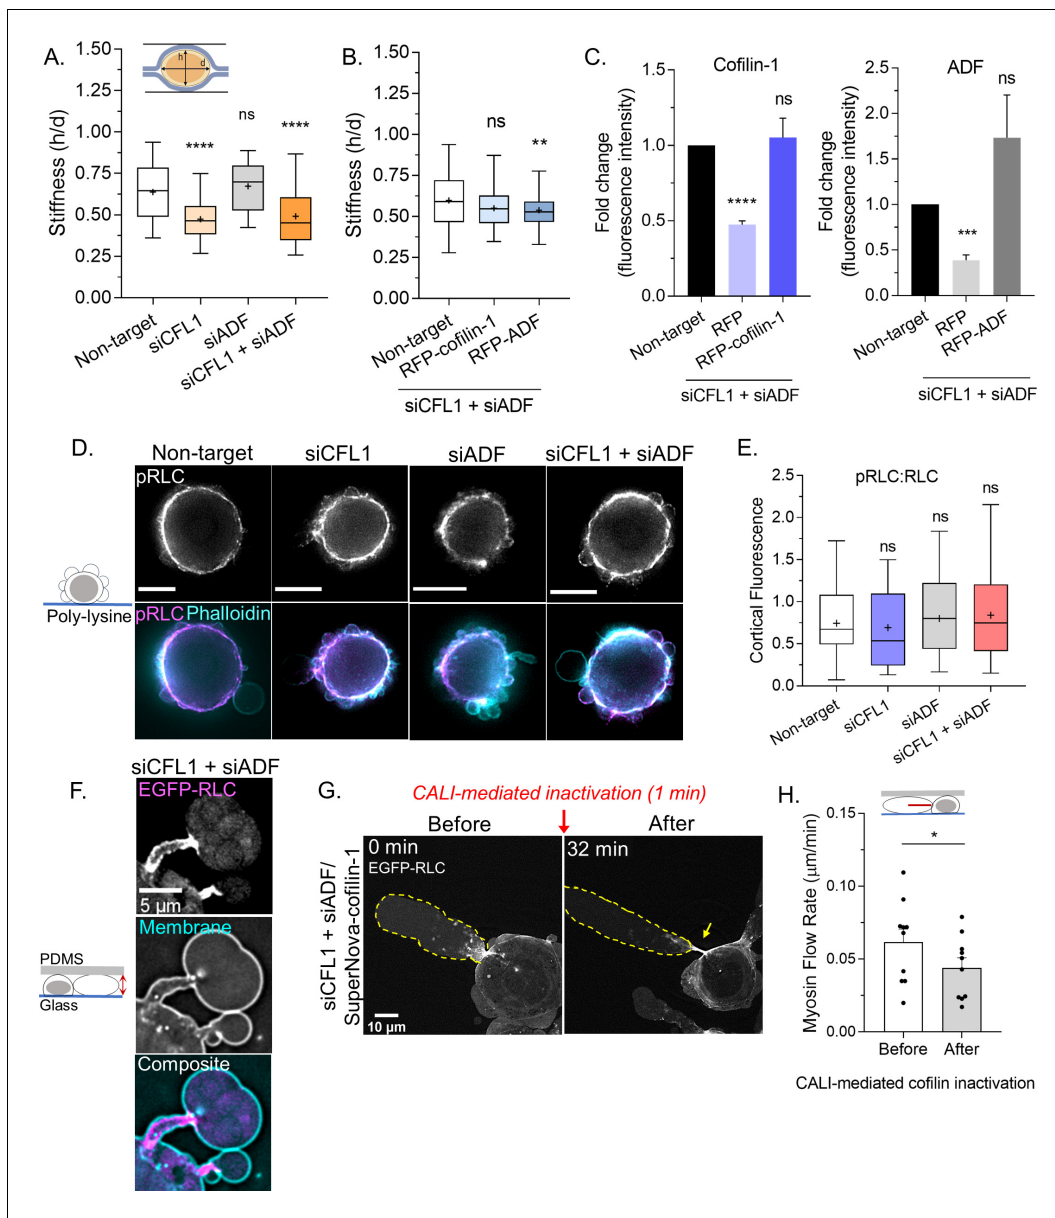 A.
h
d
Stiffness (h/d)
1.50
1.25
1.00
0.75
0.50
0.25
0.00
****
ns
****
Non-target
siCFL1
siADF
siCFL1 + siADF
B.
Stiffness (h/d)
1.50
1.25
1.00
0.75
0.50
0.25
0.00
ns
**
Non-target
RFP-cofilin-1
RFP-ADF
siCFL1 + siADF
C.
Cofilin-1
Fold change
(fluorescence intensity)
1.5
1.0
0.5
0.0
****
ns
Non-target
RFP
RFP-cofilin-1
siCFL1 + siADF
ADF
Fold change
(fluorescence intensity)
2.5
2.0
1.5
1.0
0.5
0.0
***
ns
Non-target
RFP
RFP-ADF
siCFL1 + siADF
D.
Non-target
siCFL1
siADF
siCFL1 + siADF
pRLC
pRLC Phalloidin
Poly-lysine
E.
pRLC:RLC
Cortical Fluorescence
2.5
2.0
1.5
1.0
0.5
0.0
ns
ns
ns
Non-target
siCFL1
siADF
siCFL1 + siADF
F.
siCFL1 + siADF
EGFP-RLC
5 µm
Membrane
Composite
PDMS
Glass
G.
CALI-mediated inactivation (1 min)
Before
After
siCFL1 + siADF/
SuperNova-cofilin-1
0 min
EGFP-RLC
10 µm
32 min
H.
Myosin Flow Rate (µm/min)
0.15
0.10
0.05
0.00
*
Before
After
CALI-mediated cofilin inactivation